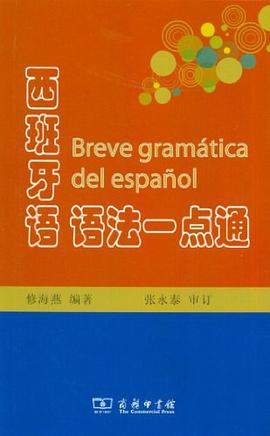 西班牙语
Breve gramática
del español
语法一点通
修海燕 编著
张永泰 审订
商务印书馆
The Commercial Press